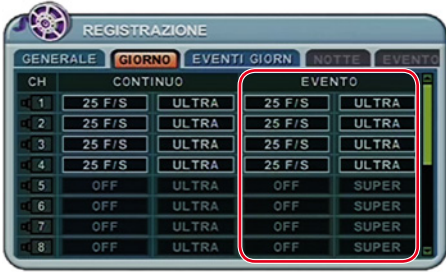 REGISTRAZIONE
GENERALE GIORNO EVENTI GIORN NOTTE EVENTO
CH CONTINUO EVENTO
1 25 F/S ULTRA 25 F/S ULTRA
2 25 F/S ULTRA 25 F/S ULTRA
3 25 F/S ULTRA 25 F/S ULTRA
4 25 F/S ULTRA 25 F/S ULTRA
5 OFF ULTRA OFF SUPER
6 OFF ULTRA OFF SUPER
7 OFF ULTRA OFF SUPER
8 OFF ULTRA OFF SUPER